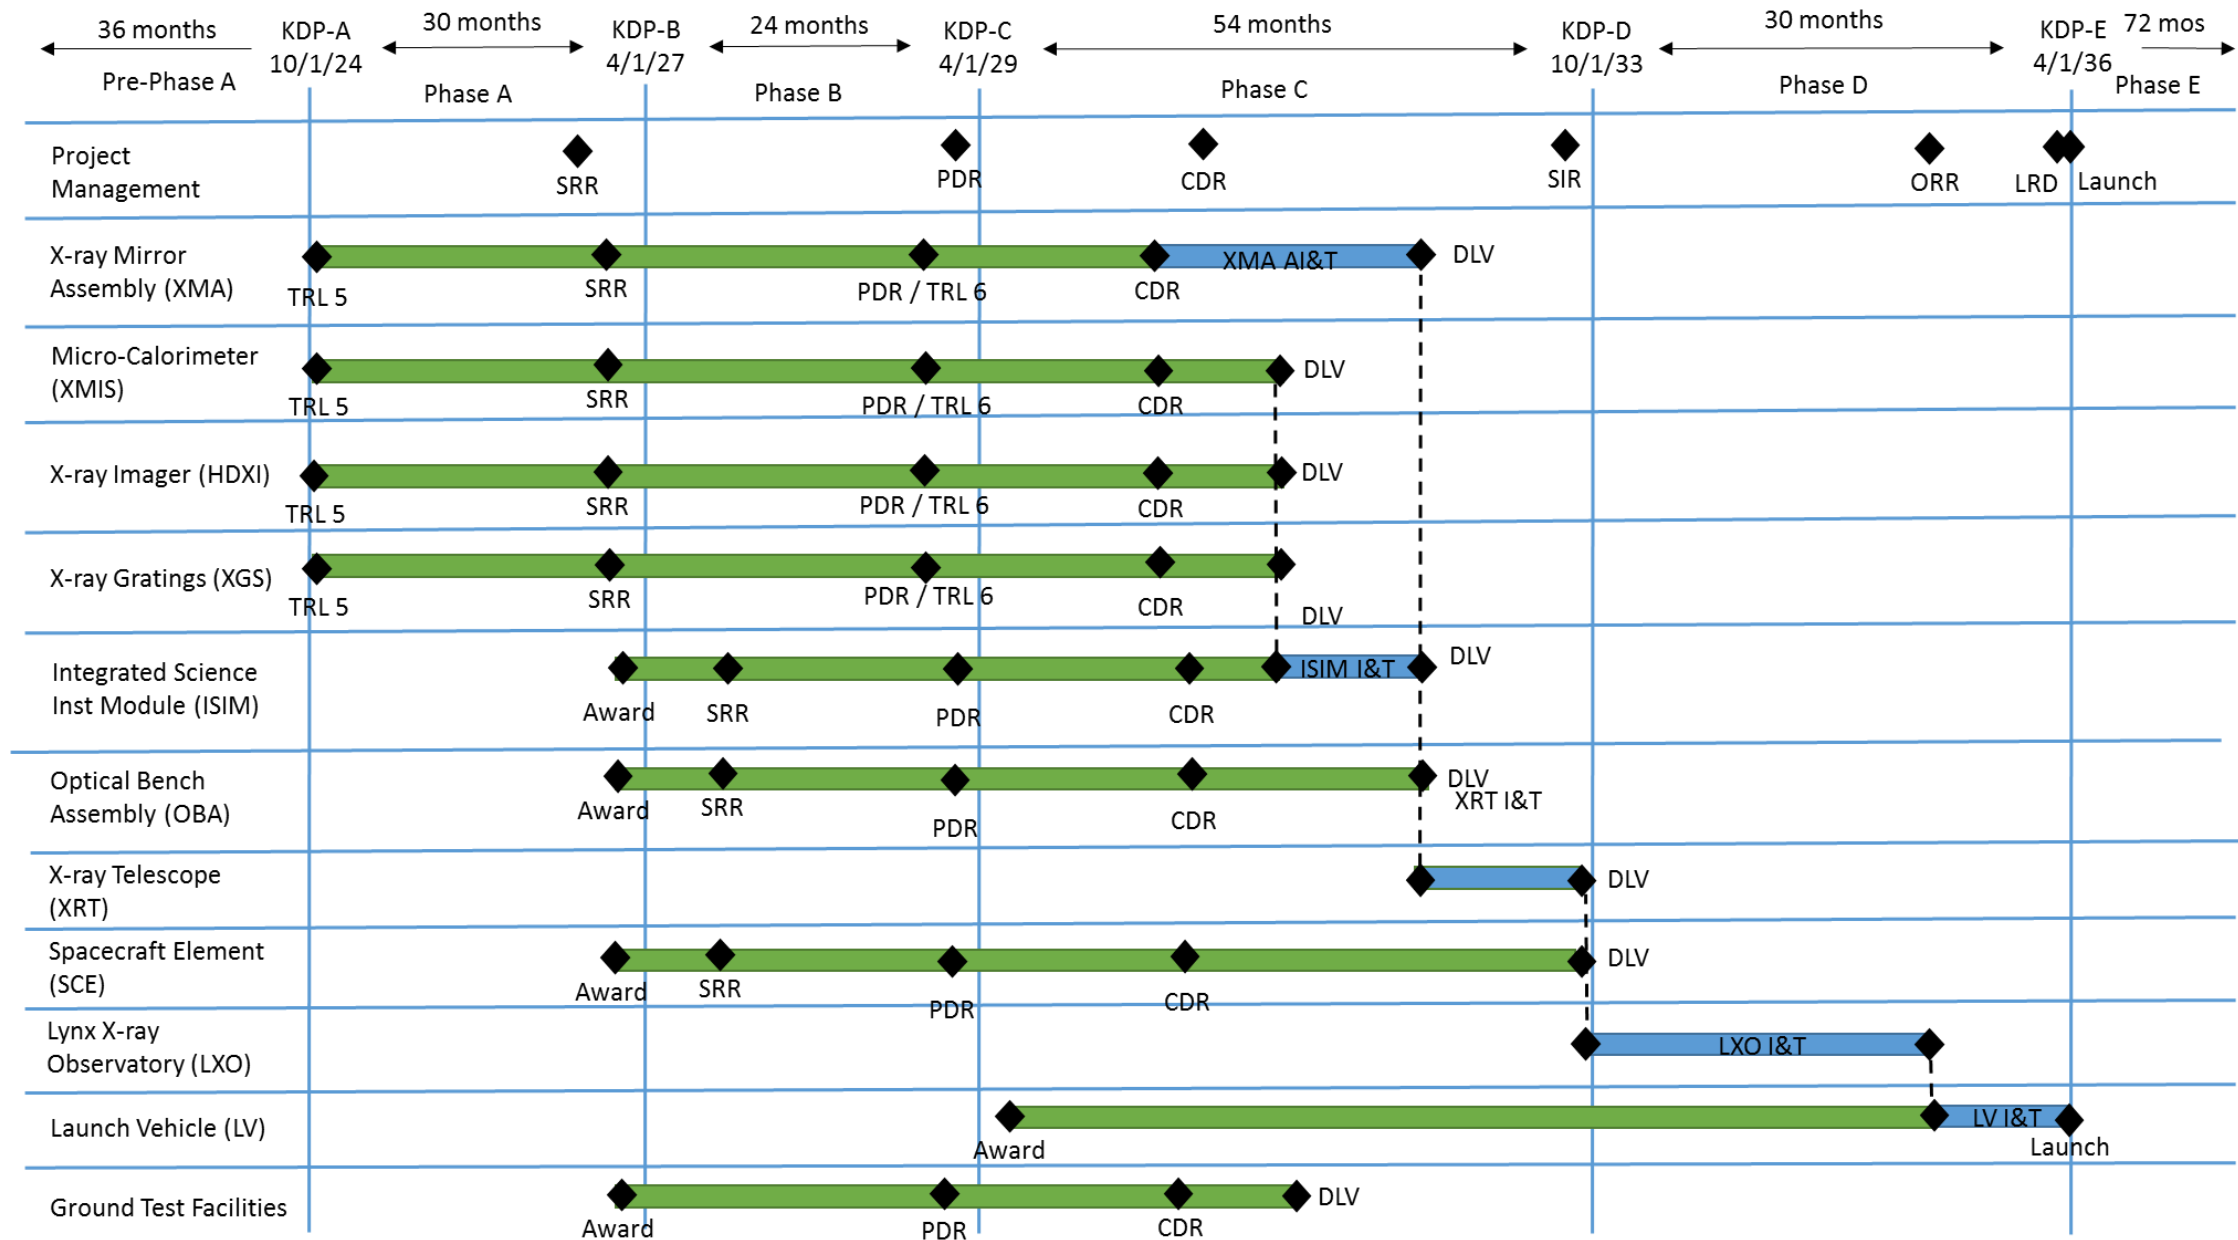 36 months
KDP-A
30 months
KDP-B
24 months
KDP-C
54 months
KDP-D
30 months
KDP-E
72 mos
10/1/24
4/1/27
4/1/29
10/1/33
4/1/36
Pre-Phase A
Phase A
Phase B
Phase C
Phase D
Phase E
Project
Management
SRR
PDR
CDR
SIR
ORR
LRD
Launch
X-ray Mirror
Assembly (XMA)
TRL 5
SRR
PDR / TRL 6
CDR
XMA AI&T
DLV
Micro-Calorimeter
(XMIS)
TRL 5
SRR
PDR / TRL 6
CDR
DLV
X-ray Imager (HDXI)
TRL 5
SRR
PDR / TRL 6
CDR
DLV
X-ray Gratings (XGS)
TRL 5
SRR
PDR / TRL 6
CDR
DLV
Integrated Science
Inst Module (ISIM)
Award
SRR
PDR
CDR
ISIM I&T
DLV
Optical Bench
Assembly (OBA)
Award
SRR
PDR
CDR
DLV
XRT I&T
X-ray Telescope
(XRT)
DLV
Spacecraft Element
(SCE)
Award
SRR
PDR
CDR
DLV
Lynx X-ray
Observatory (LXO)
LXO I&T
Launch Vehicle (LV)
Award
LV I&T
Launch
Ground Test Facilities
Award
PDR
CDR
DLV